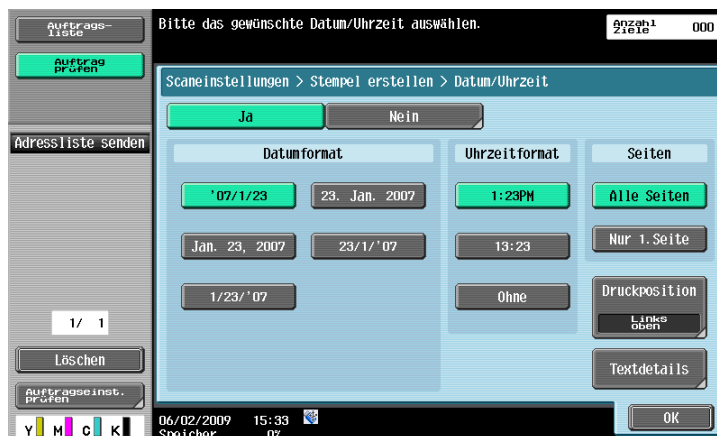 Auftrags-
liste
Bitte das gewünschte Datum/Uhrzeit auswählen.
Anzahl
Ziele 000
Auftrag
prüfen
Scaneinstellungen > Stempel erstellen > Datum/Uhrzeit
Ja Nein
Adressliste senden
Datumformat Uhrzeitformat Seiten
'07/1/23 23. Jan. 2007 1:23PM Alle Seiten
Jan. 23, 2007 23/1/'07 13:23 Nur 1.Seite
1/23/'07 Ohne Druckposition
Links
oben
1/ 1
Löschen
Textdetails
Auftragseinst.
prüfen
06/02/2009 15:33
OK
Y M C K
Speicher 0%